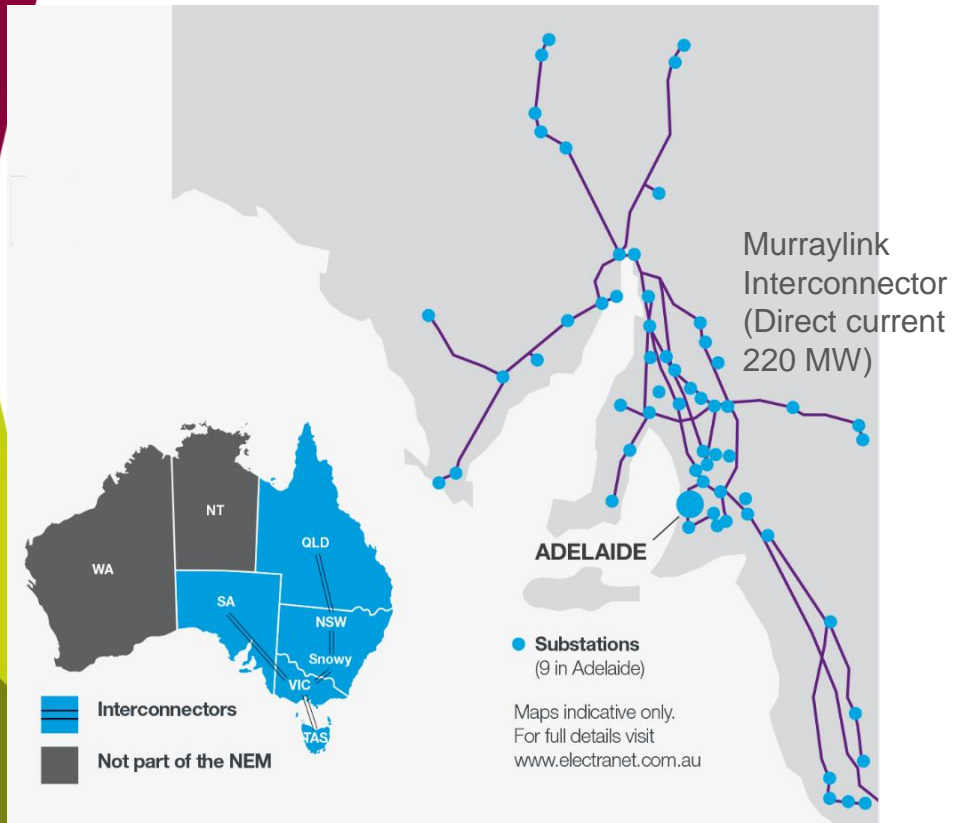 Murraylink
Interconnector
(Direct current
220 MW)
NT
WA
QLD
SA
NSW
Snowy
VIC
TAS
ADELAIDE
Substations
(9 in Adelaide)
Interconnectors
Not part of the NEM
Maps indicative only.
For full details visit
www.electranet.com.au